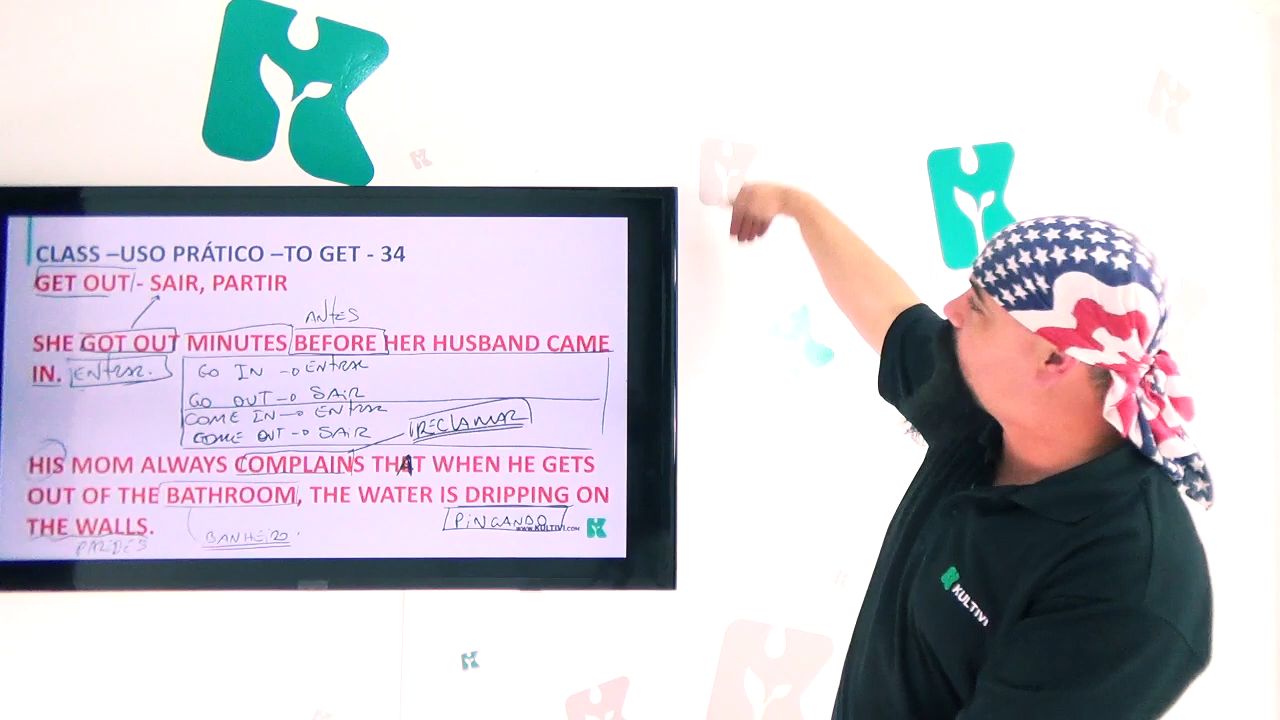 CLASS –USO PRÁTICO –TO GET - 34
GET OUT - SAIR, PARTIR
ANTES
SHE GOT OUT MINUTES BEFORE HER HUSBAND CAME
IN. ENTRAR.
GO IN → ENTRAR
GO OUT → SAIR
COME IN → ENTRAR
COME OUT → SAIR
RECLAMAR
HIS MOM ALWAYS COMPLAINS THAT WHEN HE GETS
OUT OF THE BATHROOM, THE WATER IS DRIPPING ON
THE WALLS.
PINGANDO
WWW.KULTIVI.COM
BANHEIRO.
PAREDES
KULTIVI